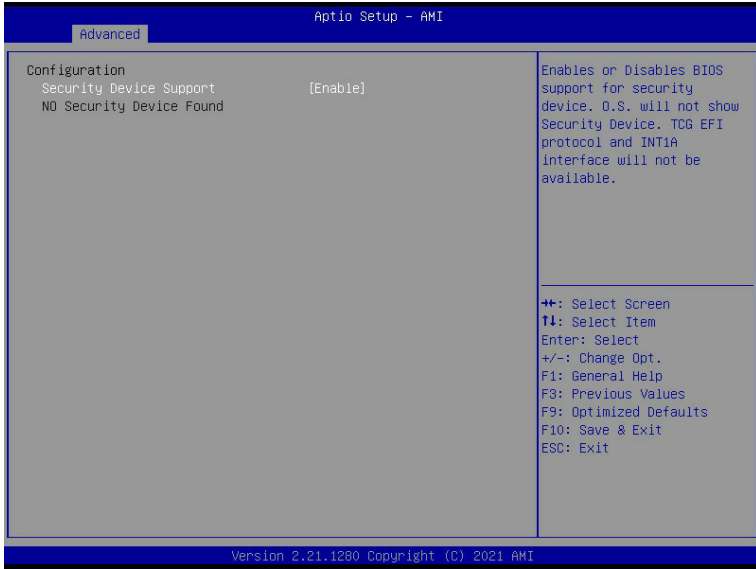 Aptio Setup – AMI
Advanced
Configuration
Security Device Support [Enable]
NO Security Device Found
Enables or Disables BIOS
support for security
device. O.S. will not show
Security Device. TCG EFI
protocol and INT1A
interface will not be
available.
→←: Select Screen
↑↓: Select Item
Enter: Select
+/-: Change Opt.
F1: General Help
F3: Previous Values
F9: Optimized Defaults
F10: Save & Exit
ESC: Exit
Version 2.21.1280 Copyright (C) 2021 AMI